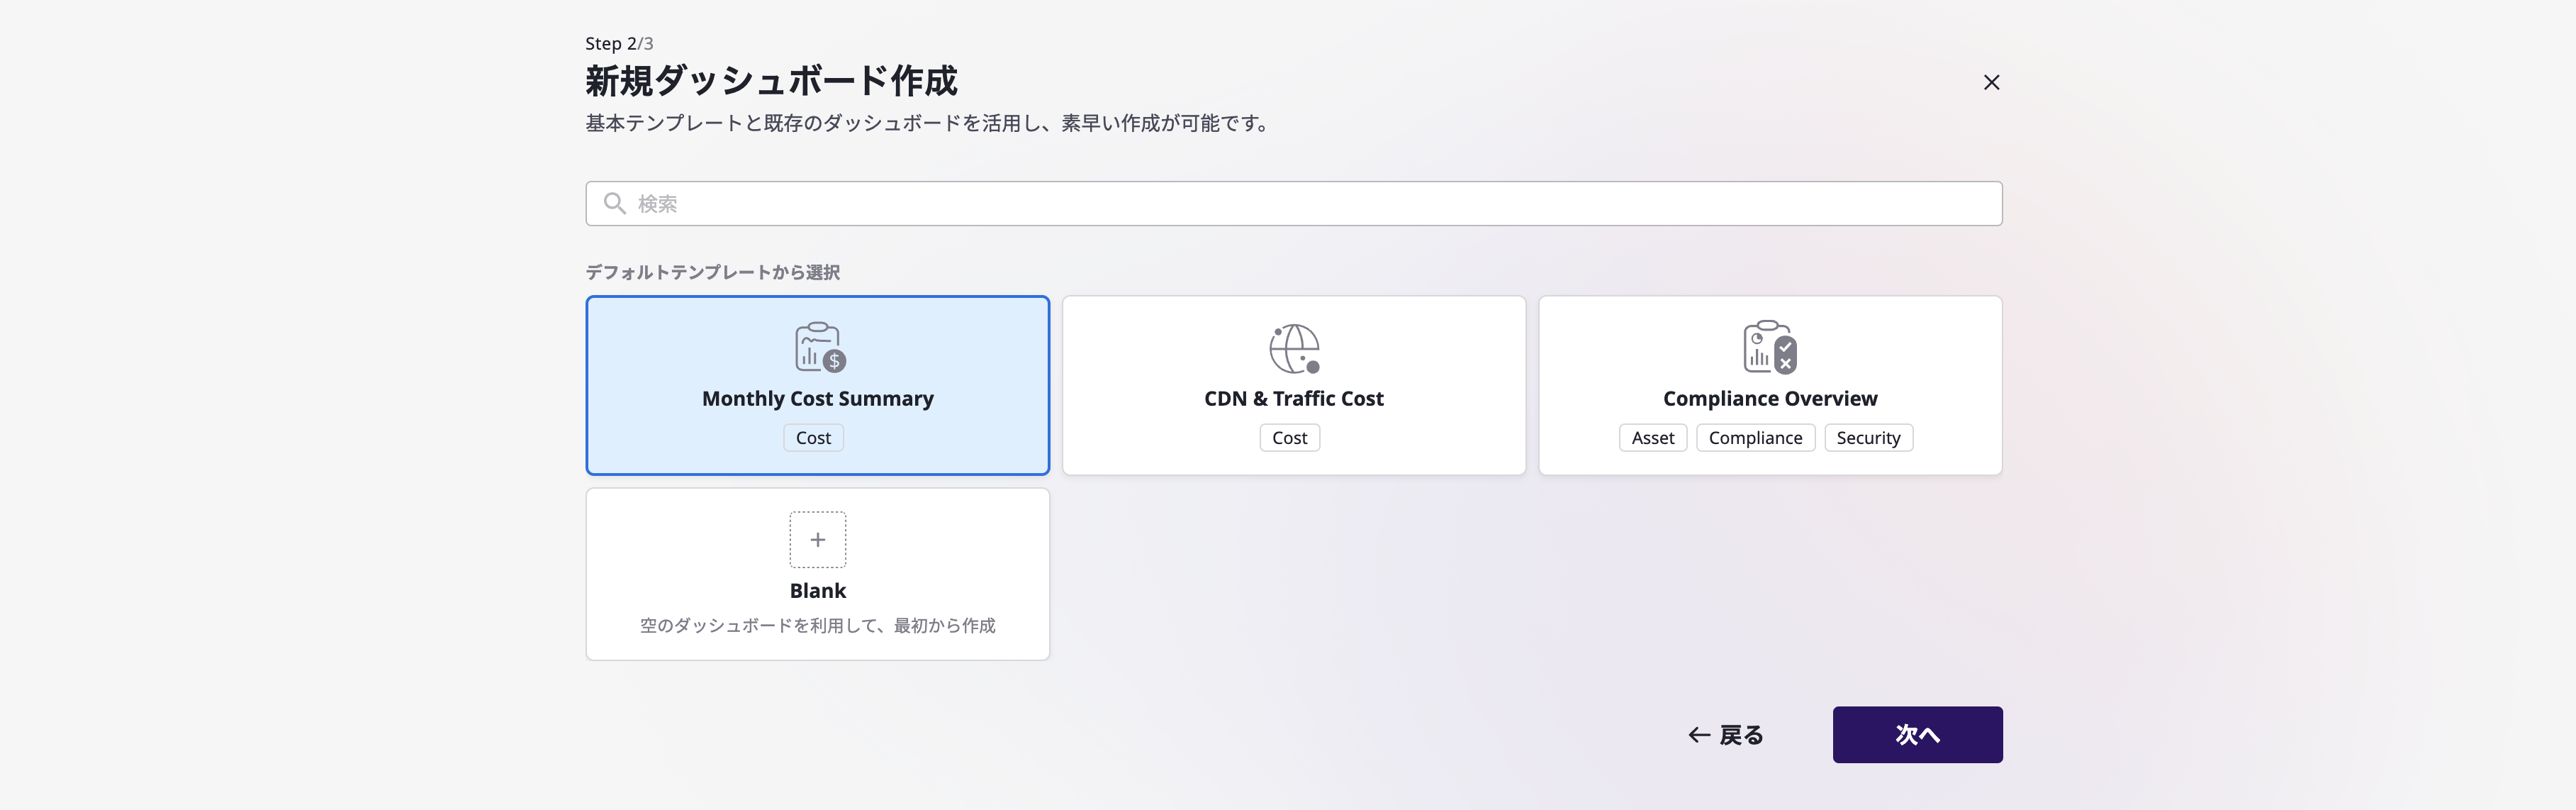 Step 2/3
新規ダッシュボード作成
基本テンプレートと既存のダッシュボードを活用し、素早い作成が可能です。
検索
デフォルトテンプレートから選択
Monthly Cost Summary
Cost
CDN & Traffic Cost
Cost
Compliance Overview
Asset Compliance Security
Blank
空のダッシュボードを利用して、最初から作成
← 戻る
次へ